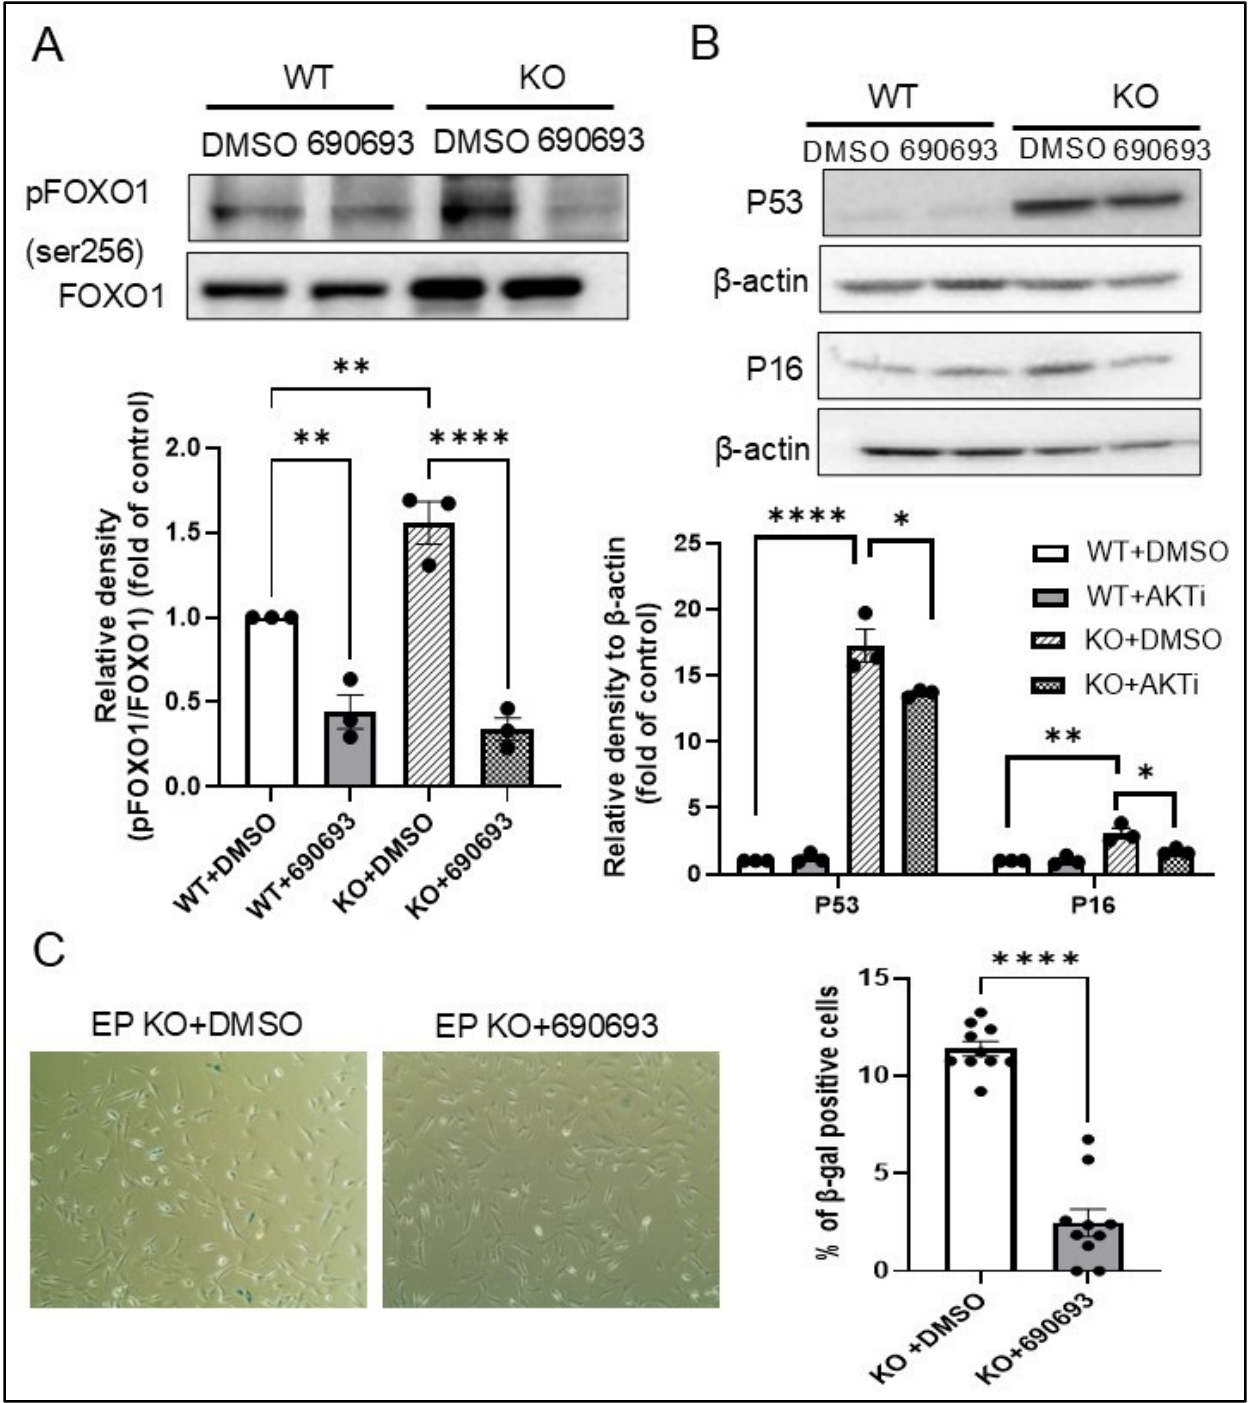 A
WT KO
DMSO 690693 DMSO 690693
pFOXO1
(ser256)
FOXO1
**
** ****
Relative density
(pFOXO1/FOXO1) (fold of control)
2.0
1.5
1.0
0.5
0.0
WT+DMSO
WT+690693
KO+DMSO
KO+690693
B
WT KO
DMSO 690693 DMSO 690693
P53
β-actin
P16
β-actin
**** *
** *
Relative density to β-actin
(fold of control)
25
20
15
10
5
0
P53 P16
WT+DMSO
WT+AKTi
KO+DMSO
KO+AKTi
C
EP KO+DMSO EP KO+690693
****
% of β-gal positive cells
15
10
5
0
KO +DMSO
KO+690693